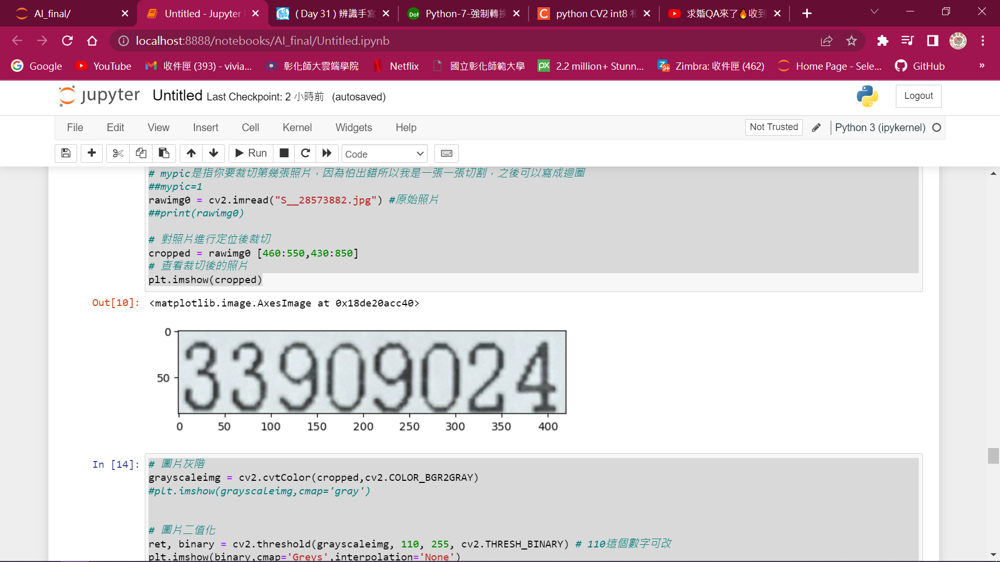 AI_final/
Untitled - Jupyter
( Day 31 ) 辨識手寫
Python-7-強制轉換
python CV2 int8 和
求婚QA來了🔥收到
localhost:8888/notebooks/AI_final/Untitled.ipynb
Google
YouTube
收件匣 (393) - vivia...
彰化師大雲端學院
Netflix
國立彰化師範大學
2.2 million+ Stunn...
Zimbra: 收件匣 (462)
Home Page - Sele...
GitHub
»
jupyter Untitled Last Checkpoint: 2 小時前 (autosaved)
Logout
File Edit View Insert Cell Kernel Widgets Help
Not Trusted
Python 3 (ipykernel)
Run
Code
# mypic是指你要裁切第幾張照片，因為怕出錯所以我是一張一張切割，之後可以寫成迴圈
##mypic=1
rawimg0 = cv2.imread("S__28573882.jpg") #原始照片
##print(rawimg0)
# 對照片進行定位後裁切
cropped = rawimg0 [460:550,430:850]
# 查看裁切後的照片
plt.imshow(cropped)
Out[10]: <matplotlib.image.AxesImage at 0x18de20acc40>
0
50
33909024
0 50 100 150 200 250 300 350 400
In [14]: # 圖片灰階
grayscaleimg = cv2.cvtColor(cropped,cv2.COLOR_BGR2GRAY)
#plt.imshow(grayscaleimg,cmap='gray')
# 圖片二值化
ret, binary = cv2.threshold(grayscaleimg, 110, 255, cv2.THRESH_BINARY) # 110這個數字可改
plt.imshow(binary,cmap='Greys',interpolation='None')